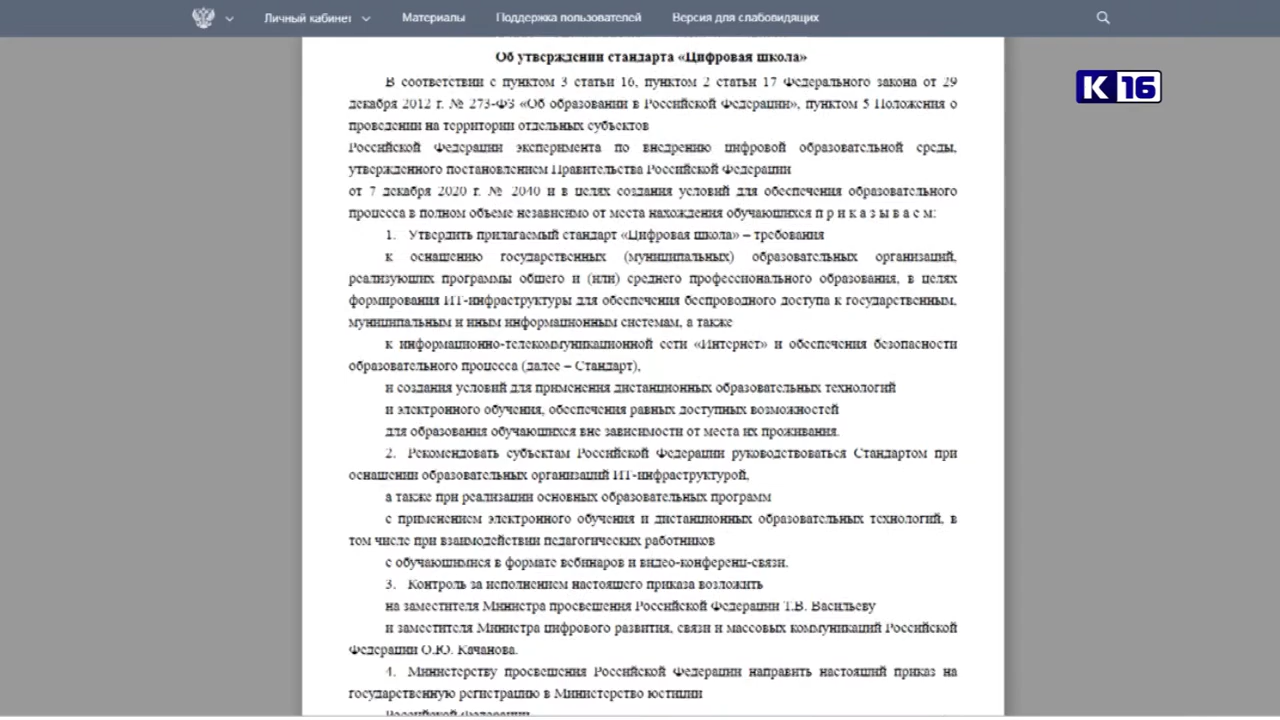 Личный кабинет Материалы Поддержка пользователей Версия для слабовидящих
Об утверждении стандарта «Цифровая школа»
К 16
В соответствии с пунктом 3 статьи 16, пунктом 2 статьи 17 Федерального закона от 29
декабря 2012 г. № 273-ФЗ «Об образовании в Российской Федерации», пунктом 5 Положения о
проведении на территории отдельных субъектов
Российской Федерации эксперимента по внедрению цифровой образовательной среды,
утвержденного постановлением Правительства Российской Федерации
от 7 декабря 2020 г. № 2040 и в целях создания условий для обеспечения образовательного
процесса в полном объеме независимо от места нахождения обучающихся п р и к а з ы в а е м:
1. Утвердить прилагаемый стандарт «Цифровая школа» – требования
к оснащению государственных (муниципальных) образовательных организаций,
реализующих программы общего и (или) среднего профессионального образования, в целях
формирования ИТ-инфраструктуры для обеспечения беспроводного доступа к государственным,
муниципальным и иным информационным системам, а также
к информационно-телекоммуникационной сети «Интернет» и обеспечения безопасности
образовательного процесса (далее – Стандарт),
и создания условий для применения дистанционных образовательных технологий
и электронного обучения, обеспечения равных доступных возможностей
для образования обучающихся вне зависимости от места их проживания.
2. Рекомендовать субъектам Российской Федерации руководствоваться Стандартом при
оснащении образовательных организаций ИТ-инфраструктурой,
а также при реализации основных образовательных программ
с применением электронного обучения и дистанционных образовательных технологий, в
том числе при взаимодействии педагогических работников
с обучающимися в формате вебинаров и видео-конференц-связи.
3. Контроль за исполнением настоящего приказа возложить
на заместителя Министра просвещения Российской Федерации Т.В. Васильеву
и заместителя Министра цифрового развития, связи и массовых коммуникаций Российской
Федерации О.Ю. Качанова.
4. Министерству просвещения Российской Федерации направить настоящий приказ на
государственную регистрацию в Министерство юстиции
Российской Федерации